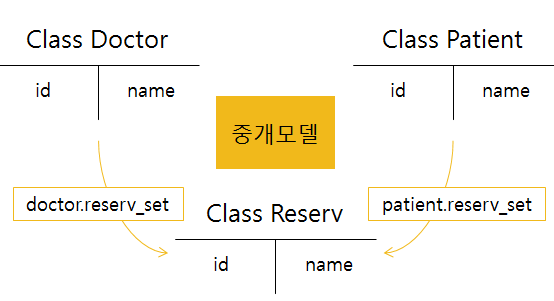 Class Doctor
id name
Class Patient
id name
중개모델
doctor.reserv_set
patient.reserv_set
Class Reserv
id name